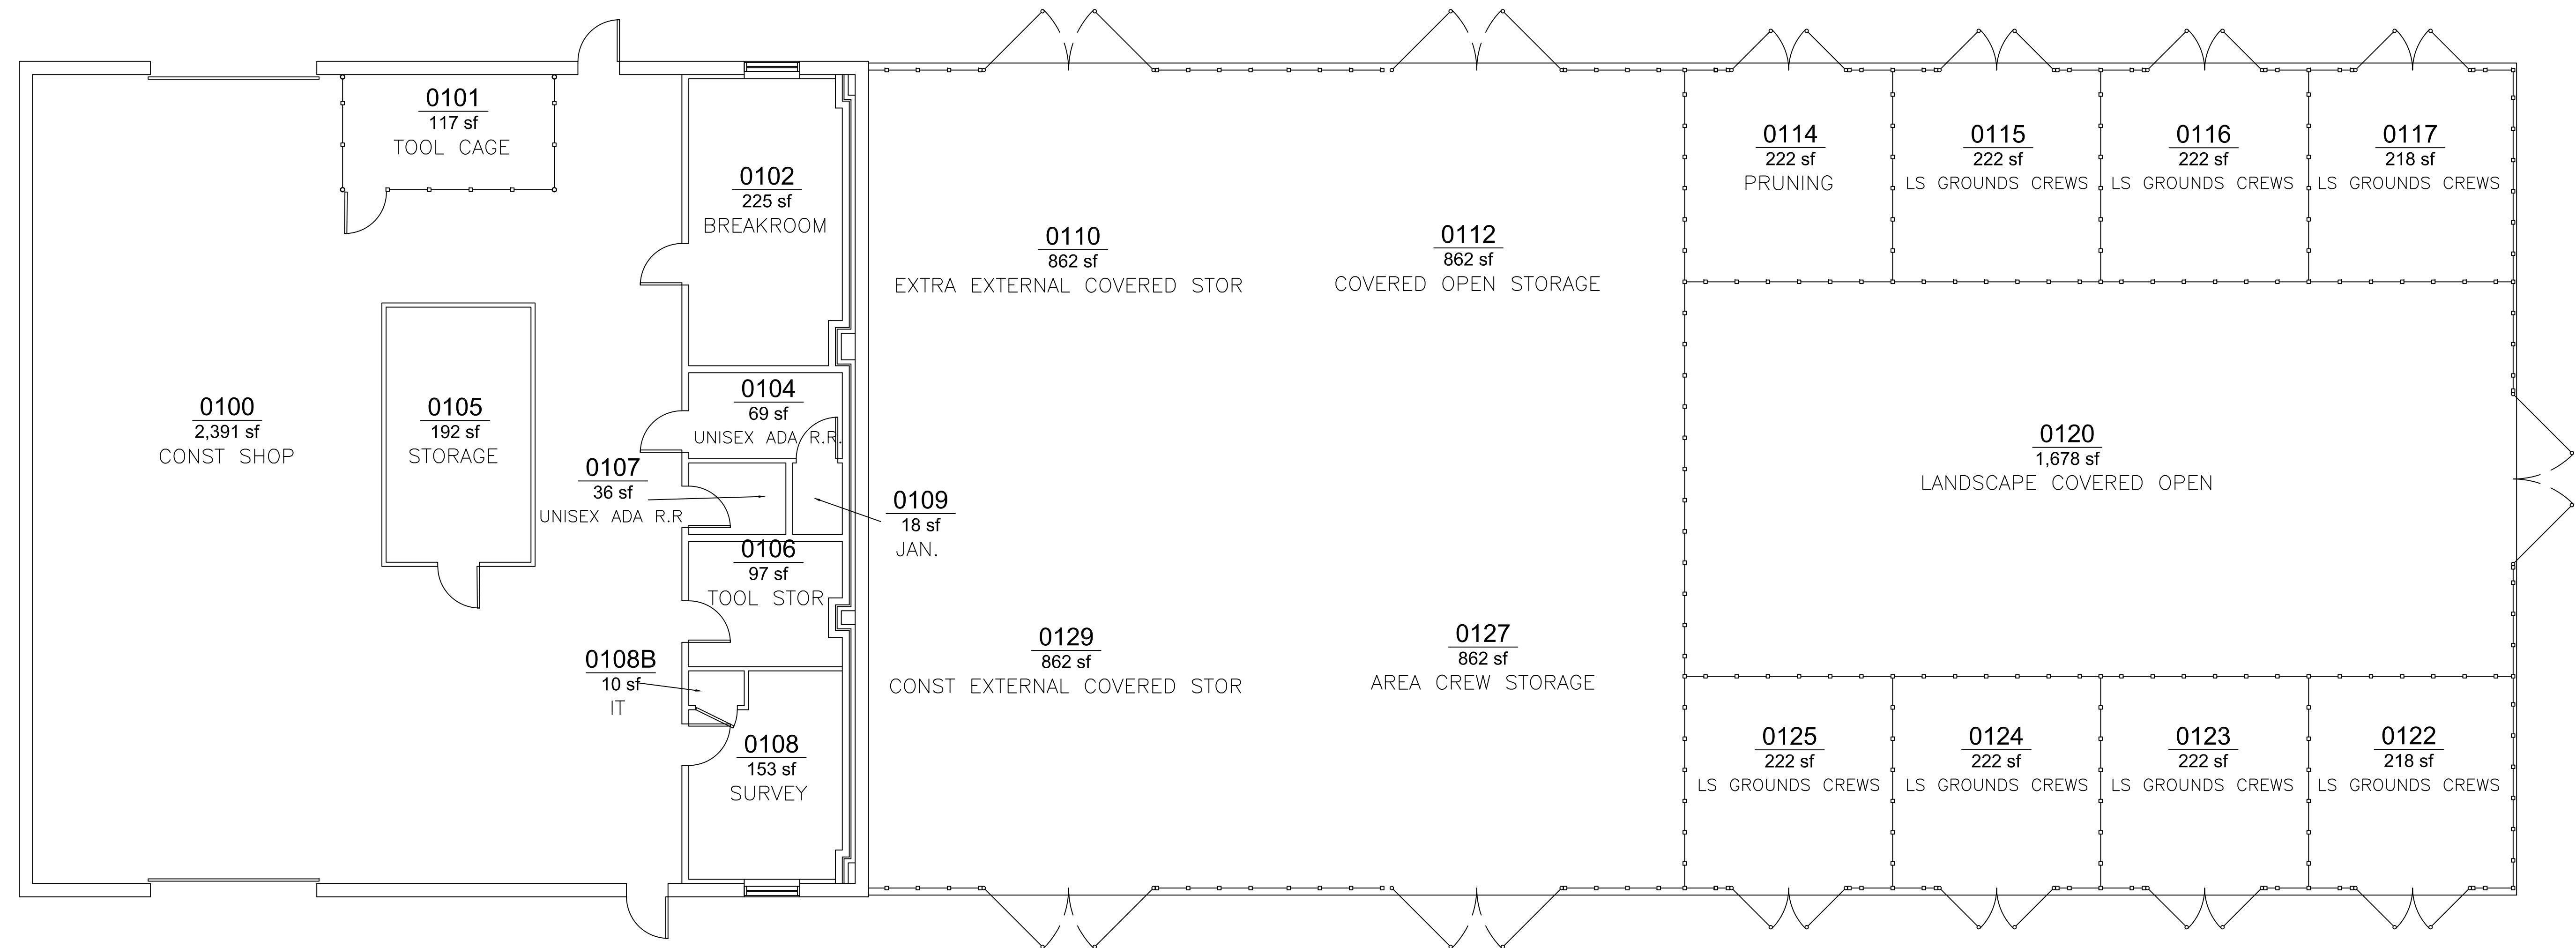 0101
117 sf
TOOL CAGE
0102
225 sf
BREAKROOM
0110
862 sf
EXTRA EXTERNAL COVERED STOR
0112
862 sf
COVERED OPEN STORAGE
0114
222 sf
PRUNING
0115
222 sf
LS GROUNDS CREWS
0116
222 sf
LS GROUNDS CREWS
0117
218 sf
LS GROUNDS CREWS
0100
2,391 sf
CONST SHOP
0105
192 sf
STORAGE
0104
69 sf
UNISEX ADA R.R.
0107
36 sf
UNISEX ADA R.R
0109
18 sf
JAN.
0106
97 sf
TOOL STOR
0120
1,678 sf
LANDSCAPE COVERED OPEN
0108B
10 sf
IT
0108
153 sf
SURVEY
0129
862 sf
CONST EXTERNAL COVERED STOR
0127
862 sf
AREA CREW STORAGE
0125
222 sf
LS GROUNDS CREWS
0124
222 sf
LS GROUNDS CREWS
0123
222 sf
LS GROUNDS CREWS
0122
218 sf
LS GROUNDS CREWS